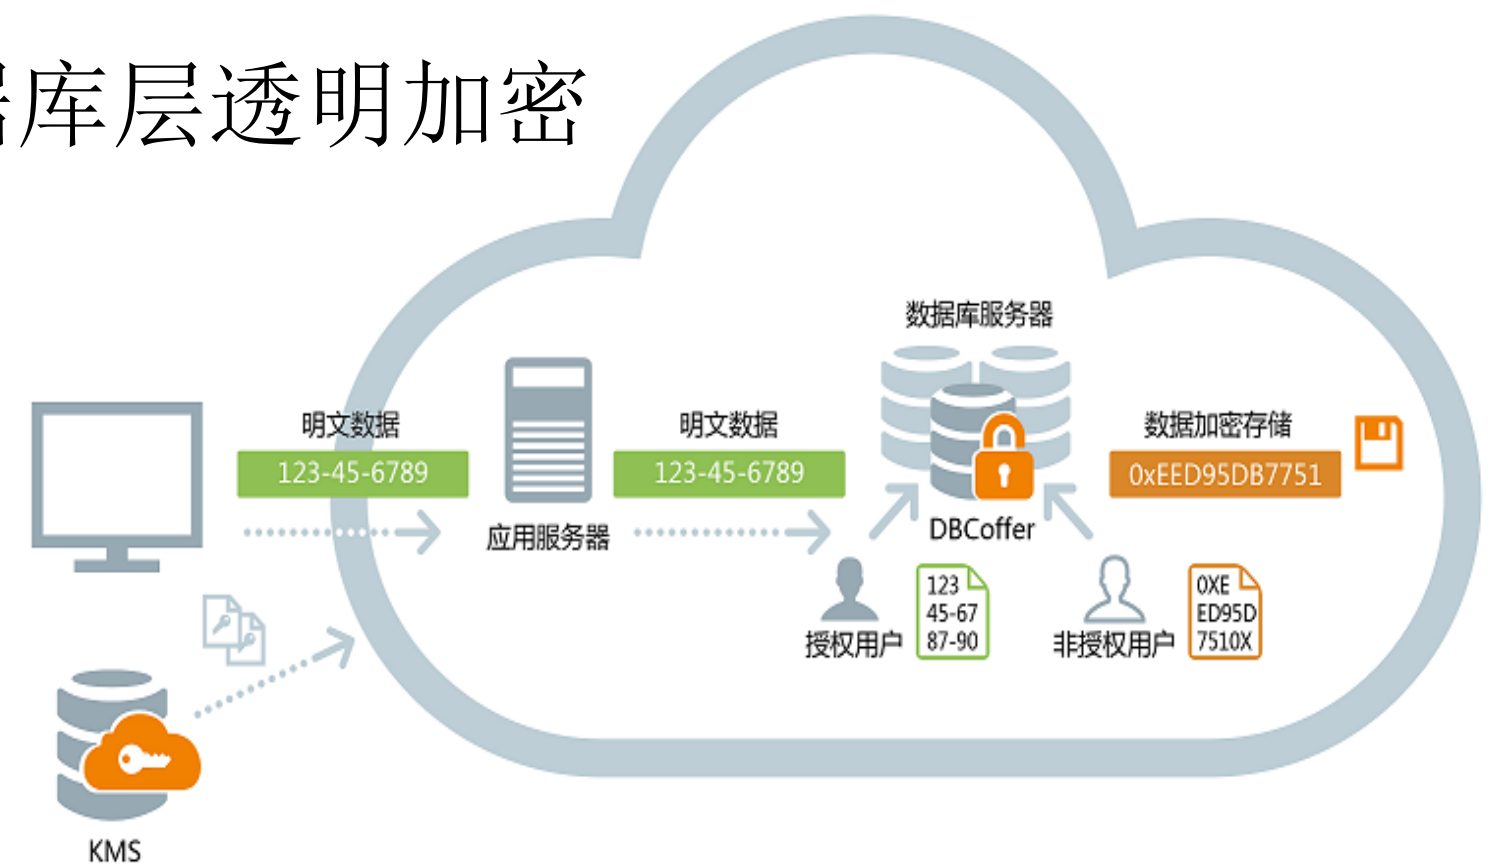 库层透明加密
数据库服务器
明文数据
123-45-6789
明文数据
123-45-6789
数据加密存储
0xEED95DB7751
应用服务器
DBCoffer
授权用户
123
45-67
87-90
非授权用户
0XE
ED95D
7510X
KMS